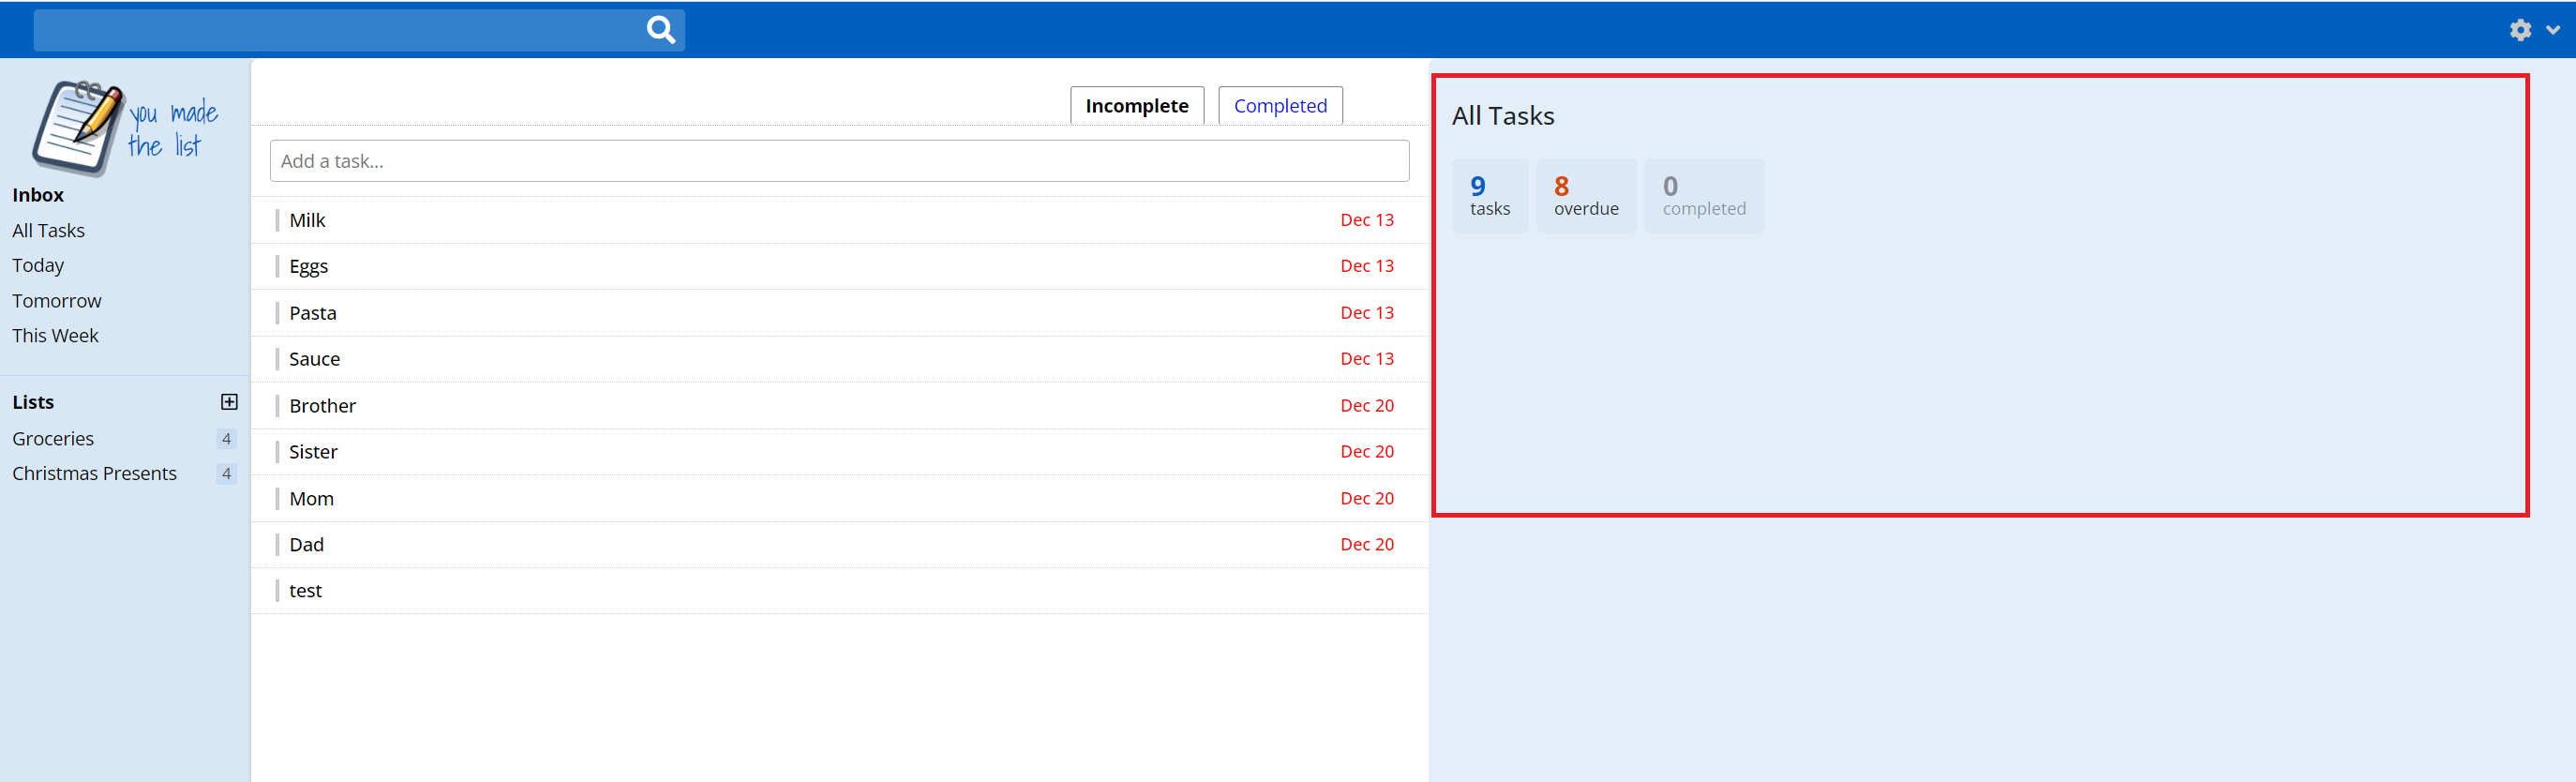 you made
the list
Inbox
All Tasks
Today
Tomorrow
This Week
Lists
Groceries 4
Christmas Presents 4
Incomplete Completed
Add a task...
Milk Dec 13
Eggs Dec 13
Pasta Dec 13
Sauce Dec 13
Brother Dec 20
Sister Dec 20
Mom Dec 20
Dad Dec 20
test
All Tasks
9 8 0
tasks overdue completed